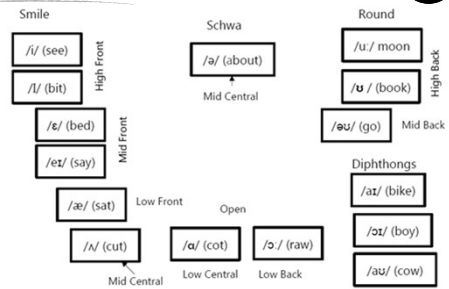 Smile
Schwa
Round
/i/ (see)
/I/ (bit)
High Front
/ə/ (about)
Mid Central
/uː/ moon
/ʊ / (book)
High Back
/ɛ/ (bed)
/eɪ/ (say)
Mid Front
/əʊ/ (go)
Mid Back
Diphthongs
/æ/ (sat)
Low Front
/aɪ/ (bike)
Open
/ʌ/ (cut)
Mid Central
/ɑ/ (cot)
Low Central
/ɔː/ (raw)
Low Back
/ɔɪ/ (boy)
/aʊ/ (cow)